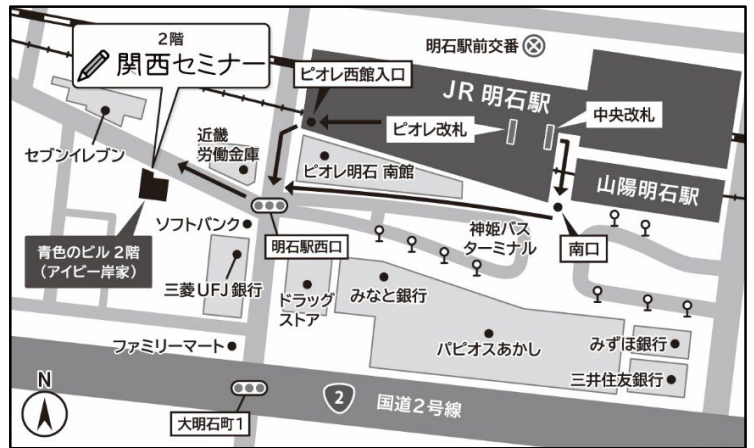 2階
関西セミナー
明石駅前交番
ピオレ西館入口
JR 明石駅
中央改札
ピオレ改札
近畿
労働金庫
セブンイレブン
ピオレ明石 南館
山陽明石駅
青色のビル 2階
(アイビー岸家)
ソフトバンク
明石駅西口
神姫バス
ターミナル
南口
三菱UFJ銀行
ドラッグ
ストア
みなと銀行
ファミリーマート
パピオスあかし
みずほ銀行
三井住友銀行
N
大明石町1
2
国道2号線